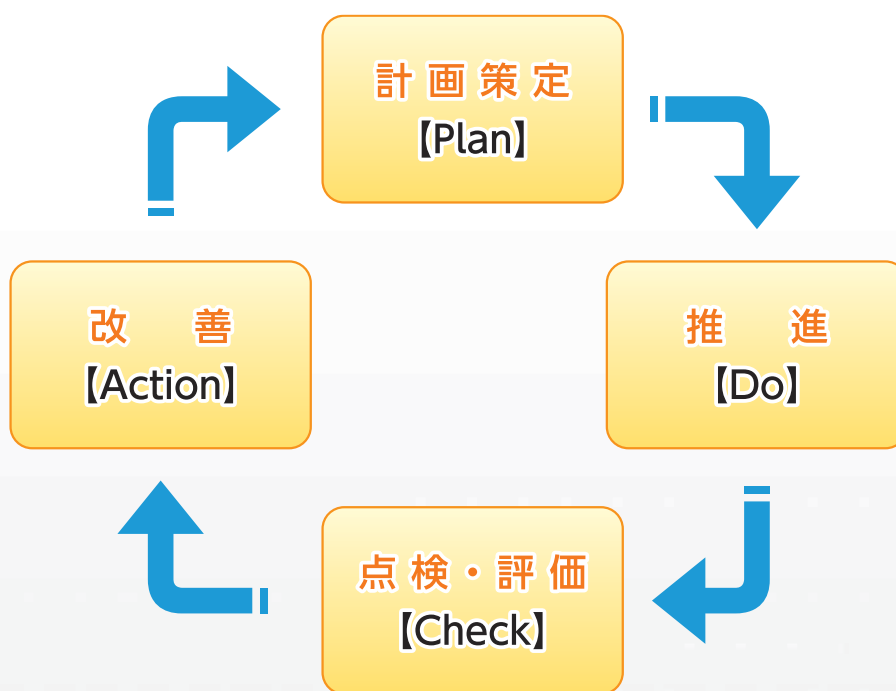 計画策定
【Plan】
推進
【Do】
点検・評価
【Check】
改善
【Action】